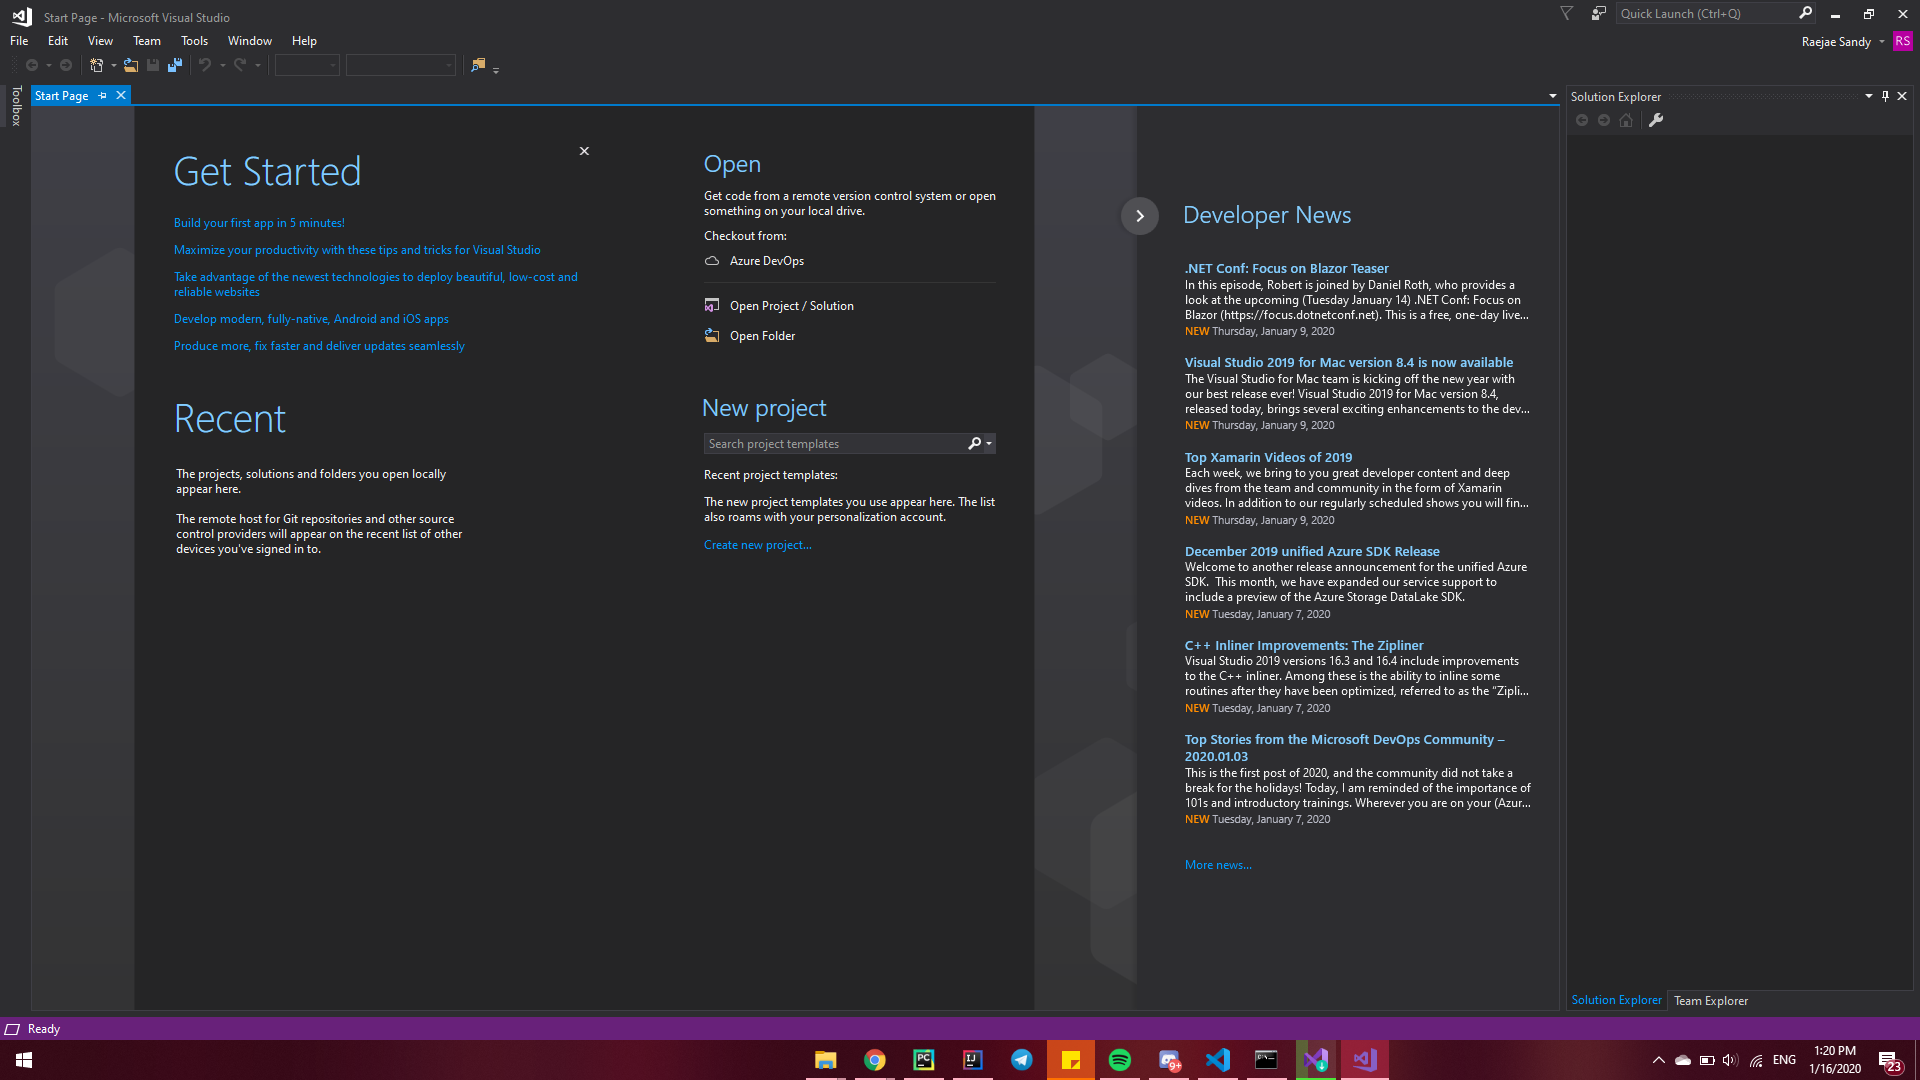 Start Page - Microsoft Visual Studio
Quick Launch (Ctrl+Q)
File Edit View Team Tools Window Help
Raejae Sandy
RS
Toolbox
Start Page
Get Started
Build your first app in 5 minutes!
Maximize your productivity with these tips and tricks for Visual Studio
Take advantage of the newest technologies to deploy beautiful, low-cost and
reliable websites
Develop modern, fully-native, Android and iOS apps
Produce more, fix faster and deliver updates seamlessly
Recent
The projects, solutions and folders you open locally
appear here.
The remote host for Git repositories and other source
control providers will appear on the recent list of other
devices you've signed in to.
Open
Get code from a remote version control system or open
something on your local drive.
Checkout from:
Azure DevOps
Open Project / Solution
Open Folder
New project
Search project templates
Recent project templates:
The new project templates you use appear here. The list
also roams with your personalization account.
Create new project...
Developer News
.NET Conf: Focus on Blazor Teaser
In this episode, Robert is joined by Daniel Roth, who provides a
look at the upcoming (Tuesday January 14) .NET Conf: Focus on
Blazor (https://focus.dotnetconf.net). This is a free, one-day live...
NEW Thursday, January 9, 2020
Visual Studio 2019 for Mac version 8.4 is now available
The Visual Studio for Mac team is kicking off the new year with
our best release ever! Visual Studio 2019 for Mac version 8.4,
released today, brings several exciting enhancements to the dev...
NEW Thursday, January 9, 2020
Top Xamarin Videos of 2019
Each week, we bring to you great developer content and deep
dives from the team and community in the form of Xamarin
videos. In addition to our regularly scheduled shows you will fin...
NEW Thursday, January 9, 2020
December 2019 unified Azure SDK Release
Welcome to another release announcement for the unified Azure
SDK.  This month, we have expanded our service support to
include a preview of the Azure Storage DataLake SDK.
NEW Tuesday, January 7, 2020
C++ Inliner Improvements: The Zipliner
Visual Studio 2019 versions 16.3 and 16.4 include improvements
to the C++ inliner. Among these is the ability to inline some
routines after they have been optimized, referred to as the “Zipli...
NEW Tuesday, January 7, 2020
Top Stories from the Microsoft DevOps Community –
2020.01.03
This is the first post of 2020, and the community did not take a
break for the holidays! Today, I am reminded of the importance of
101s and introductory trainings. Wherever you are on your (Azur...
NEW Tuesday, January 7, 2020
More news...
Solution Explorer
Solution Explorer Team Explorer
Ready
PC
IJ
9+
ENG
1:20 PM
1/16/2020
23